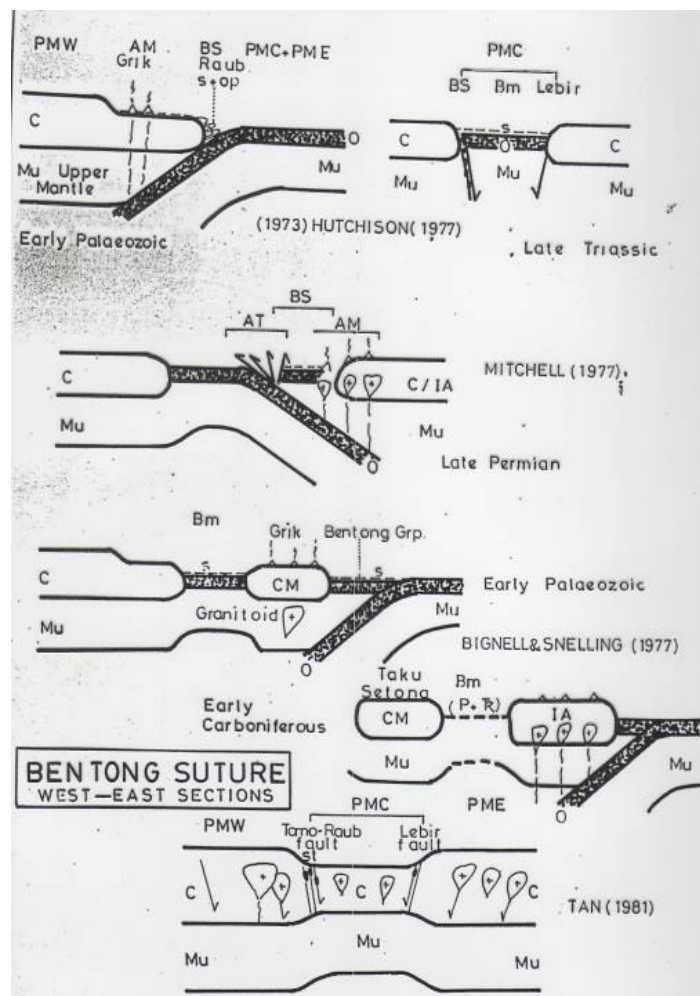 PMW AM BS PMC+PME PMC
Grik Raub BS Bm Lebir
s+op
C O C s O C
Mu Upper Mu Mu Mu Mu
Mantle
(1973) HUTCHISON (1977)
Early Palaeozoic Late Triassic
BS
AT AM
MITCHELL (1977).
C C/IA
Mu Mu
O Late Permian
Bm Grik Bentong Grp.
s s
C CM Early Palaeozoic
Granitoid
Mu Mu
O BIGNELL & SNELLING (1977)
Taku Bm
Setong (P+TR)
Early CM IA
Carboniferous
Mu Mu
O
BENTONG SUTURE
WEST—EAST SECTIONS
PMC PME
PMW Tamo-Raub Lebir
fault fault
st
C C C TAN (1981)
Mu Mu Mu